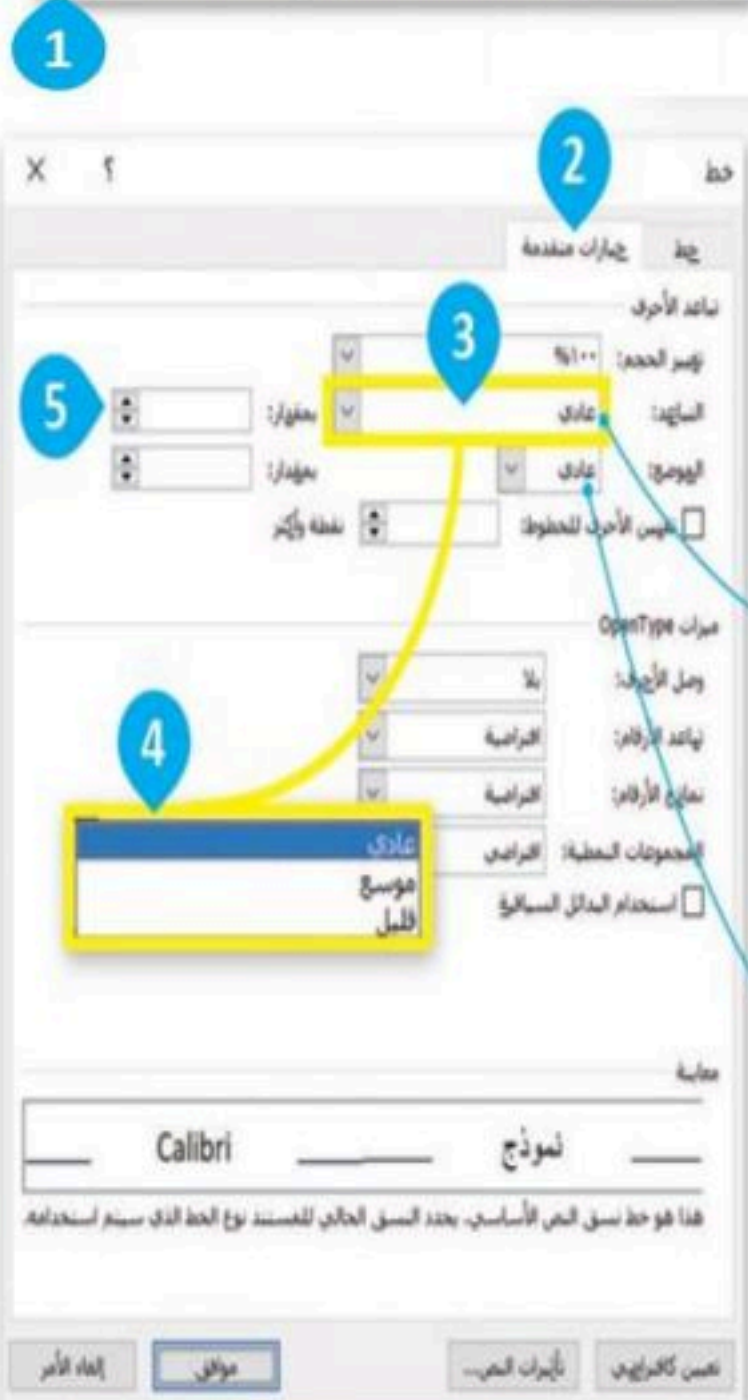 1
خط
2
؟
X
خط
خيارات متقدمة
تباعد الأحرف
3
تغيير الحجم:
١٠٠%
التباعد:
عادي
بمقدار:
5
الموضع:
عادي
بمقدار:
تقييس الأحرف للخطوط:
نقطة وأكثر
ميزات OpenType
وصل الأحرف:
بلا
تباعد الأرقام:
افتراضية
4
نماذج الأرقام:
افتراضية
المجموعات النمطية:
افتراضي
عادي
موسع
قليل
استخدام البدائل السياقية
معاينة
نموذج
Calibri
هذا هو خط نسق النص الأساسي. يحدد النسق الحالي للمستند نوع الخط الذي سيتم استخدامه.
تعيين كافتراضي
تأثيرات النص...
موافق
إلغاء الأمر